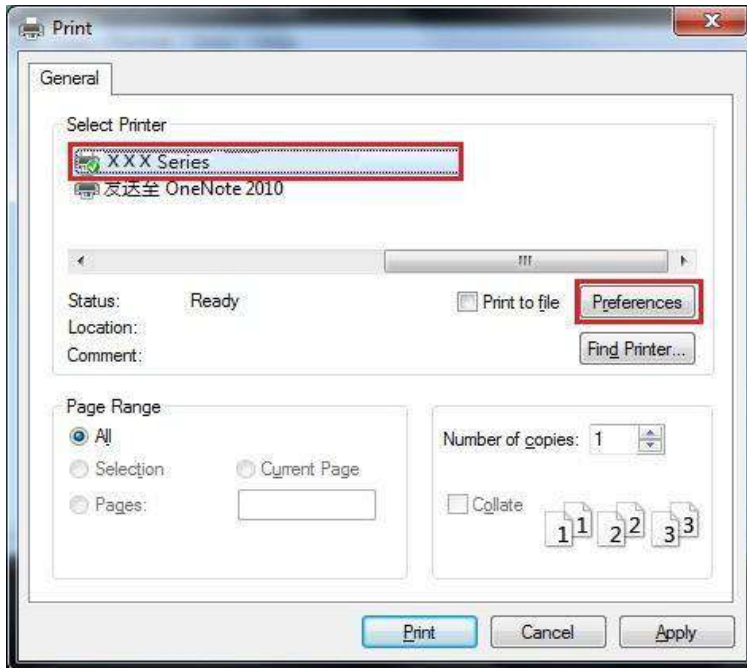 Print
General
Select Printer
XXX Series
发送至 OneNote 2010
Status: Ready
Print to file
Preferences
Location:
Comment:
Find Printer...
Page Range
All
Selection
Current Page
Pages:
Number of copies: 1
Collate
1 1 2 2 3 3
Print Cancel Apply